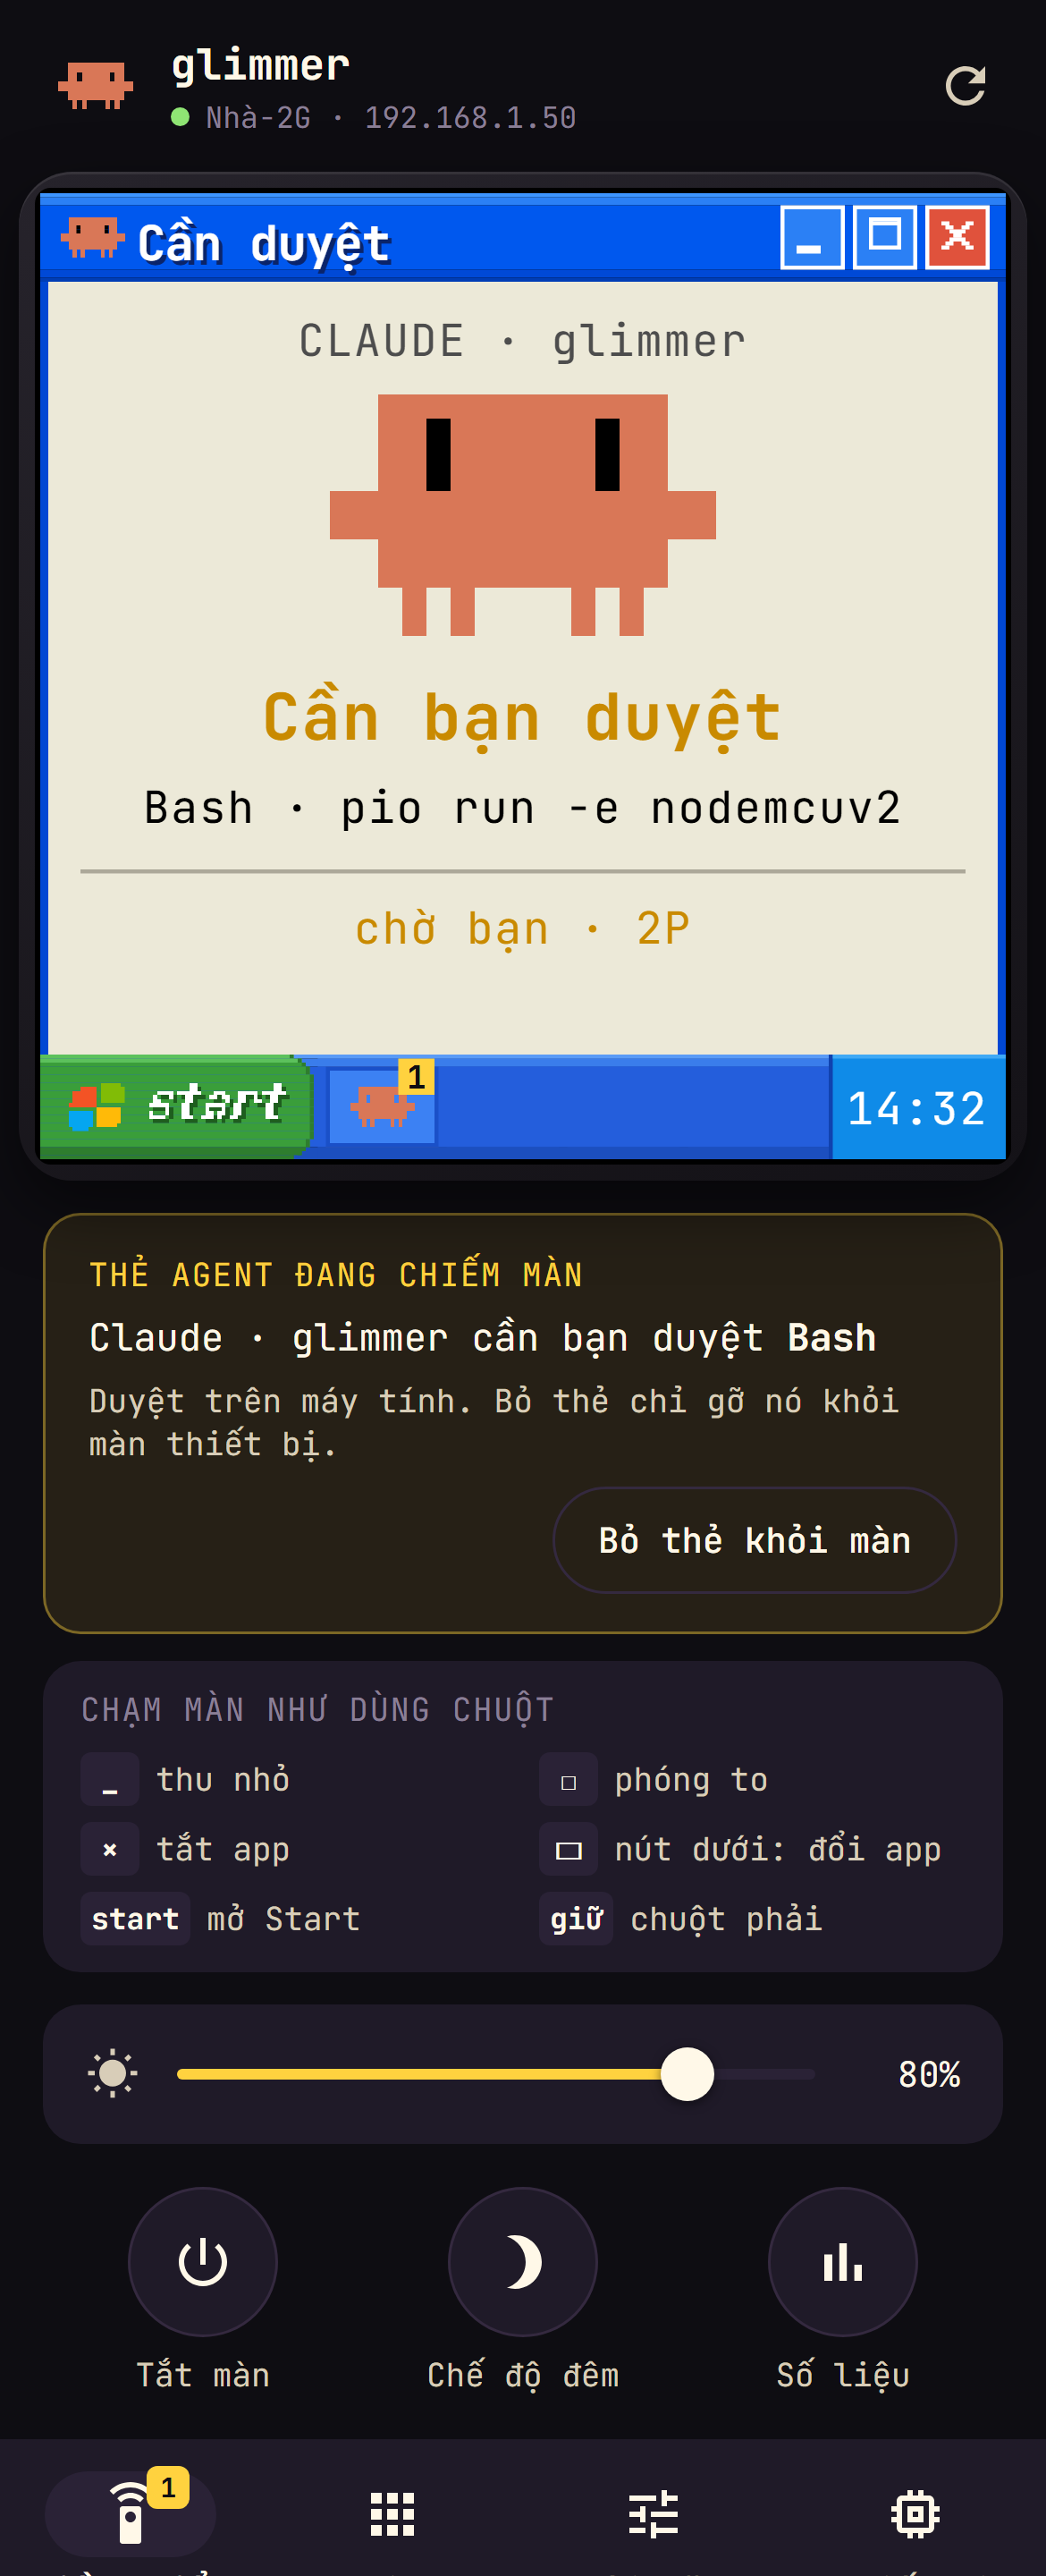 glimmer
Nhà-2G · 192.168.1.50
Cần duyệt
CLAUDE · glimmer
Cần bạn duyệt
Bash · pio run -e nodemcuv2
chờ bạn · 2P
start
1
14:32
THẺ AGENT ĐANG CHIẾM MÀN
Claude · glimmer cần bạn duyệt Bash
Duyệt trên máy tính. Bỏ thẻ chỉ gỡ nó khỏi
màn thiết bị.
Bỏ thẻ khỏi màn
CHẠM MÀN NHƯ DÙNG CHUỘT
_ thu nhỏ
□ phóng to
× tắt app
▭ nút dưới: đổi app
start mở Start
giữ chuột phải
80%
Tắt màn
Chế độ đêm
Số liệu
1